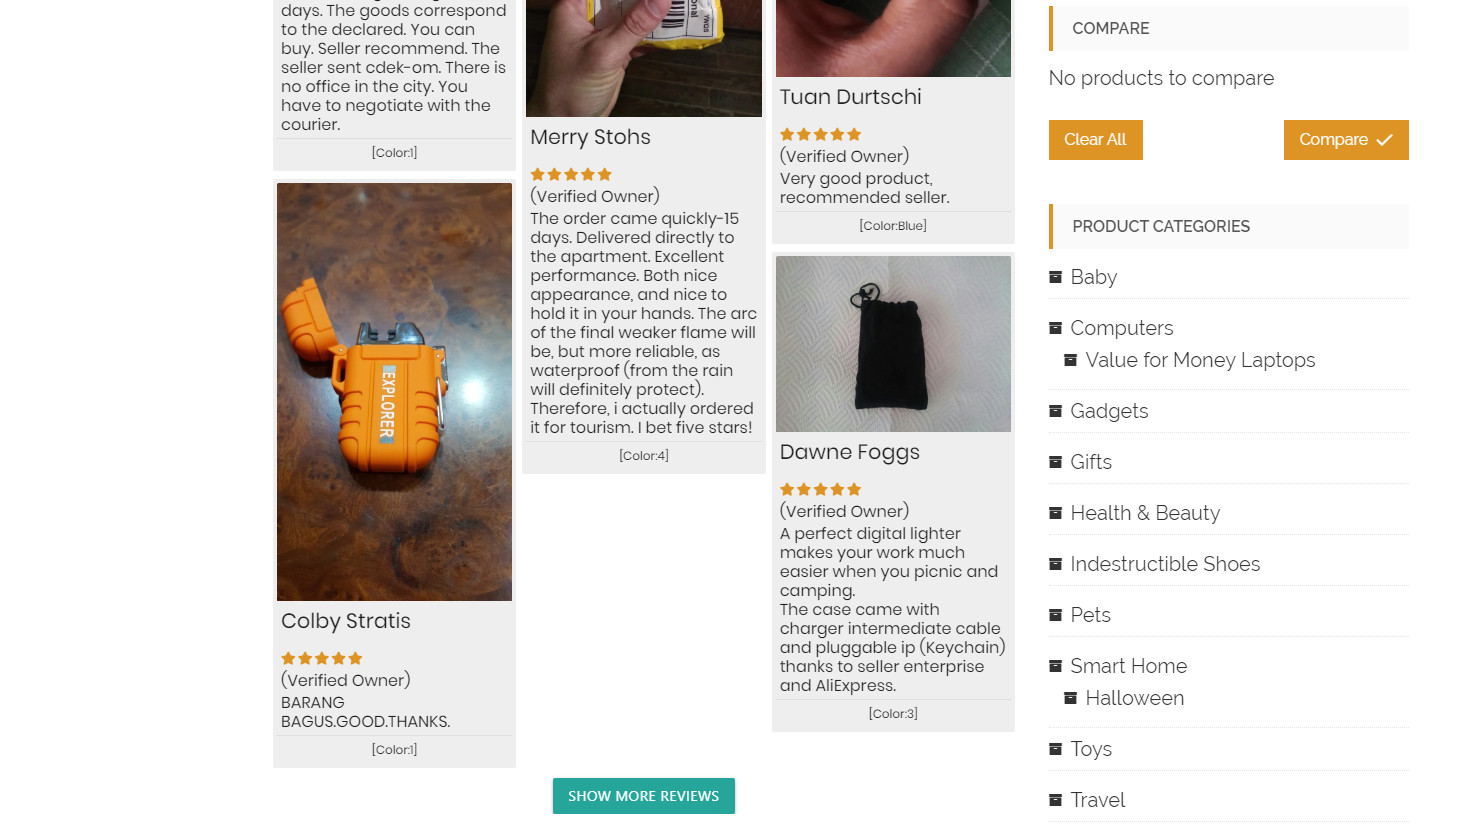 days. The goods correspond
to the declared. You can
buy. Seller recommend. The
seller sent cdek-om. There is
no office in the city. You
have to negotiate with the
courier.
[Color:1]
EXPLORER
Colby Stratis
(Verified Owner)
BARANG
BAGUS.GOOD.THANKS.
[Color:1]
Merry Stohs
(Verified Owner)
The order came quickly-15
days. Delivered directly to
the apartment. Excellent
performance. Both nice
appearance, and nice to
hold it in your hands. The arc
of the final weaker flame will
be, but more reliable, as
waterproof (from the rain
will definitely protect).
Therefore, i actually ordered
it for tourism. I bet five stars!
[Color:4]
Tuan Durtschi
(Verified Owner)
Very good product,
recommended seller.
[Color:Blue]
Dawne Foggs
(Verified Owner)
A perfect digital lighter
makes your work much
easier when you picnic and
camping.
The case came with
charger intermediate cable
and pluggable ip (Keychain)
thanks to seller enterprise
and AliExpress.
[Color:3]
SHOW MORE REVIEWS
COMPARE
No products to compare
Clear All
Compare
PRODUCT CATEGORIES
Baby
Computers
Value for Money Laptops
Gadgets
Gifts
Health & Beauty
Indestructible Shoes
Pets
Smart Home
Halloween
Toys
Travel